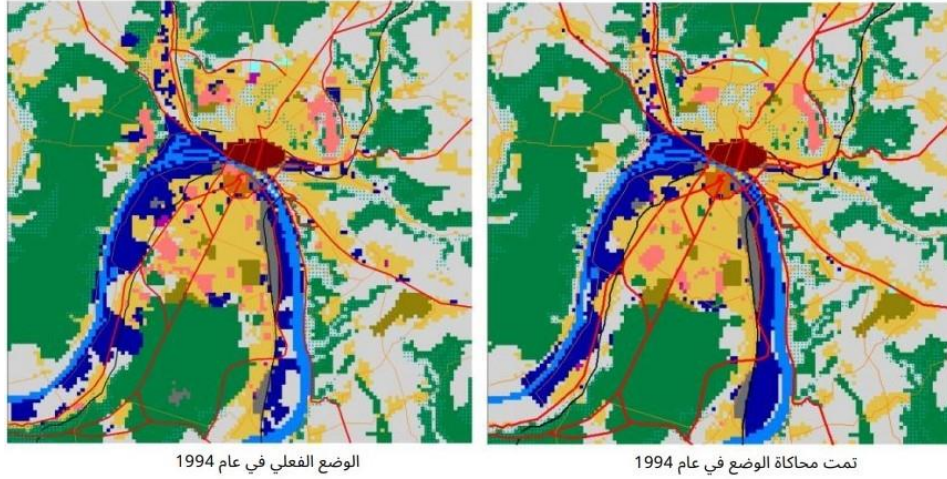 تمت محاكاة الوضع في عام 1994
الوضع الفعلي في عام 1994